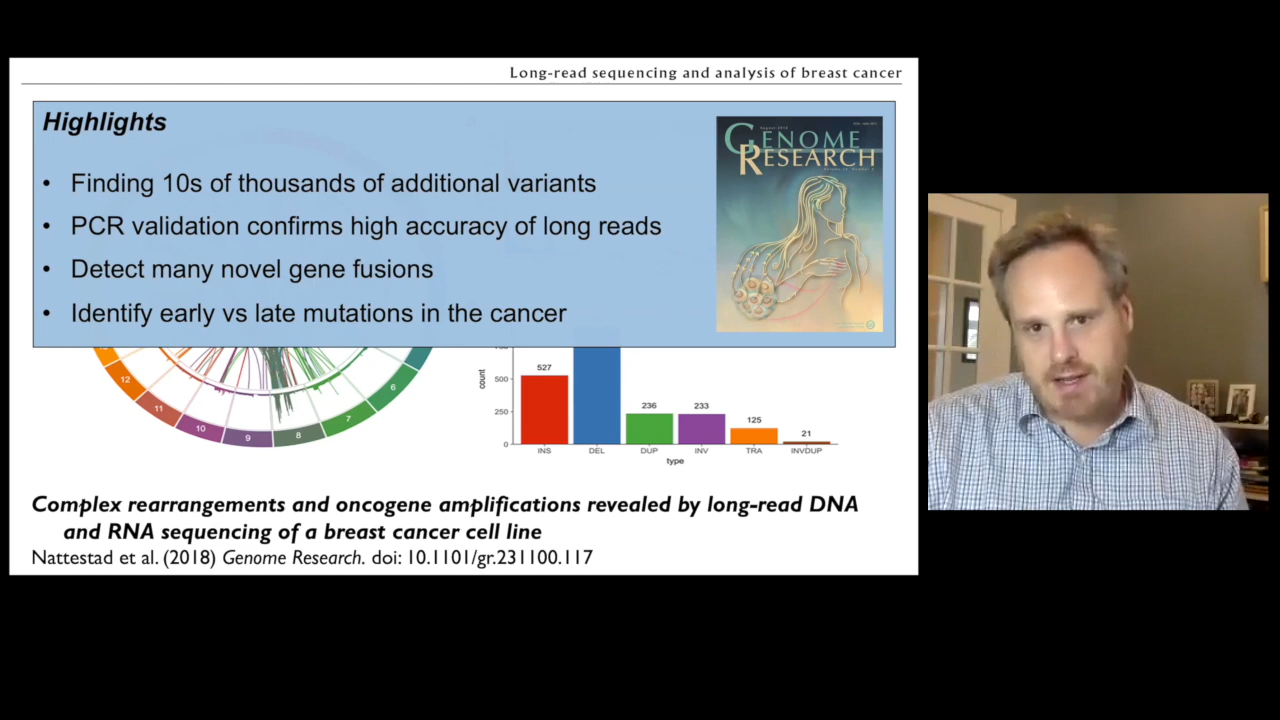 Long-read sequencing and analysis of breast cancer
Highlights
• Finding 10s of thousands of additional variants
• PCR validation confirms high accuracy of long reads
• Detect many novel gene fusions
• Identify early vs late mutations in the cancer
GENOME
RESEARCH
12
11
10
9
8
7
6
count
500
250
0
527
236
233
125
21
INS DEL DUP INV TRA INVDUP
type
Complex rearrangements and oncogene amplifications revealed by long-read DNA
and RNA sequencing of a breast cancer cell line
Nattestad et al. (2018) Genome Research. doi: 10.1101/gr.231100.117